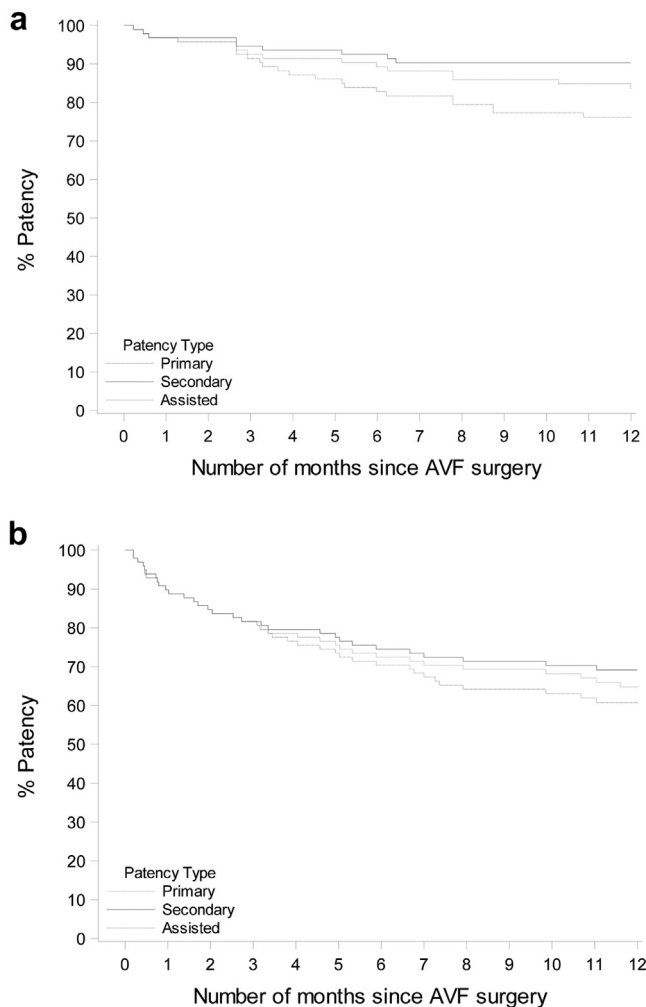 a
100
90
80
70
60
50
40
30
20
10
0
% Patency
Patency Type
Primary
Secondary
Assisted
0 1 2 3 4 5 6 7 8 9 10 11 12
Number of months since AVF surgery
b
100
90
80
70
60
50
40
30
20
10
0
% Patency
Patency Type
Primary
Secondary
Assisted
0 1 2 3 4 5 6 7 8 9 10 11 12
Number of months since AVF surgery